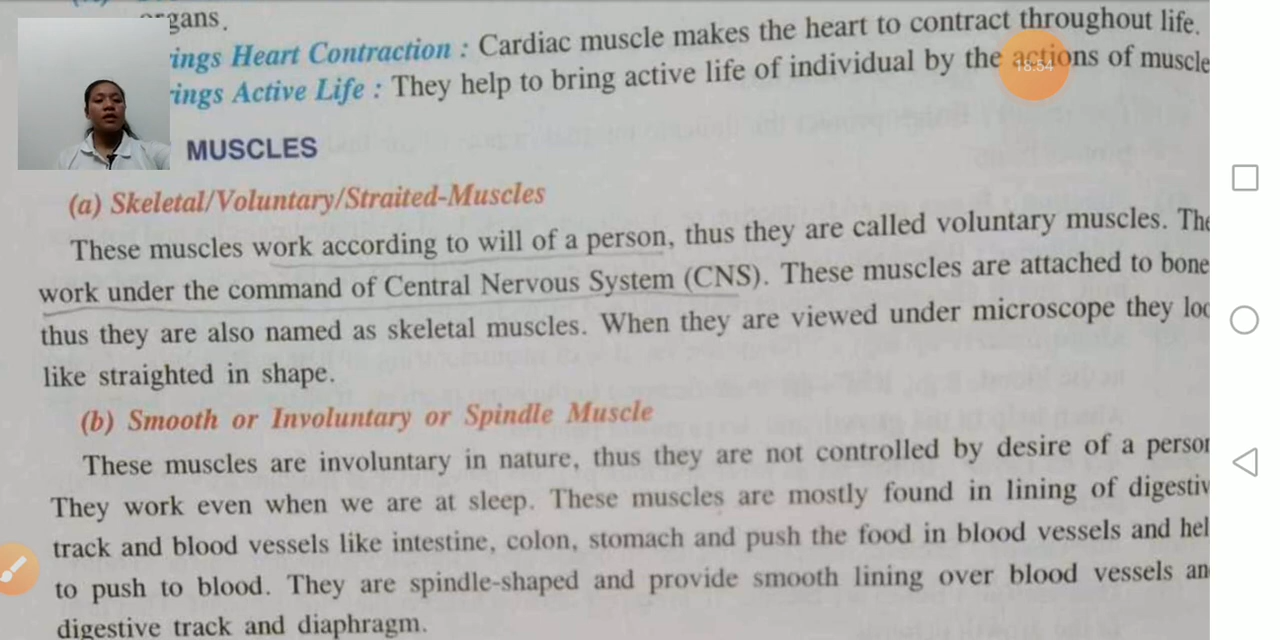 organs.
ings Heart Contraction : Cardiac muscle makes the heart to contract throughout life.
ings Active Life : They help to bring active life of individual by the actions of muscle
18:54
MUSCLES
(a) Skeletal/Voluntary/Straited-Muscles
These muscles work according to will of a person, thus they are called voluntary muscles. The
work under the command of Central Nervous System (CNS). These muscles are attached to bone
thus they are also named as skeletal muscles. When they are viewed under microscope they loo
like straighted in shape.
(b) Smooth or Involuntary or Spindle Muscle
These muscles are involuntary in nature, thus they are not controlled by desire of a person
They work even when we are at sleep. These muscles are mostly found in lining of digestiv
track and blood vessels like intestine, colon, stomach and push the food in blood vessels and hel
to push to blood. They are spindle-shaped and provide smooth lining over blood vessels an
digestive track and diaphragm.